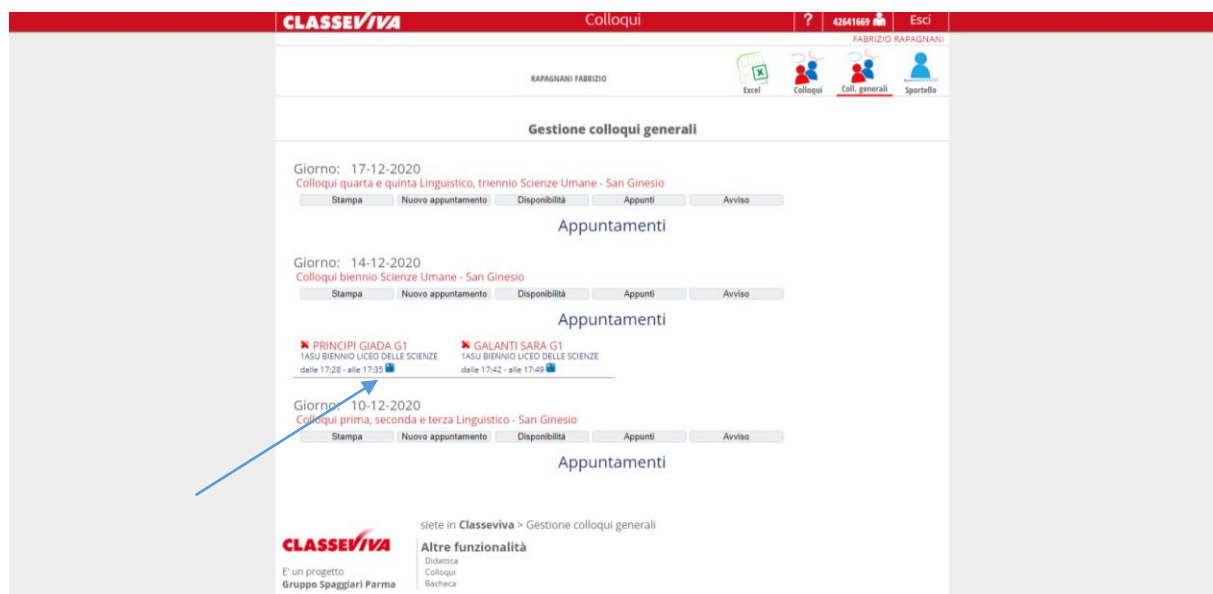 CLASSEVIVA Colloqui ? 42641669 Esci
FABRIZIO RAPAGNANI
RAPAGNANI FABRIZIO
Excel Colloqui Coll. generali Sportello
Gestione colloqui generali
Giorno: 17-12-2020
Colloqui quarta e quinta Linguistico, triennio Scienze Umane - San Ginesio
Stampa Nuovo appuntamento Disponibilità Appunti Avviso
Appuntamenti
Giorno: 14-12-2020
Colloqui biennio Scienze Umane - San Ginesio
Stampa Nuovo appuntamento Disponibilità Appunti Avviso
Appuntamenti
PRINCIPI GIADA G1 GALANTI SARA G1
1ASU BIENNIO LICEO DELLE SCIENZE 1ASU BIENNIO LICEO DELLE SCIENZE
dalle 17:28 - alle 17:35 dalle 17:42 - alle 17:49
Giorno: 10-12-2020
Colloqui prima, seconda e terza Linguistico - San Ginesio
Stampa Nuovo appuntamento Disponibilità Appunti Avviso
Appuntamenti
siete in Classeviva > Gestione colloqui generali
CLASSEVIVA
E' un progetto
Gruppo Spaggiari Parma
Altre funzionalità
Didattica
Colloqui
Bacheca